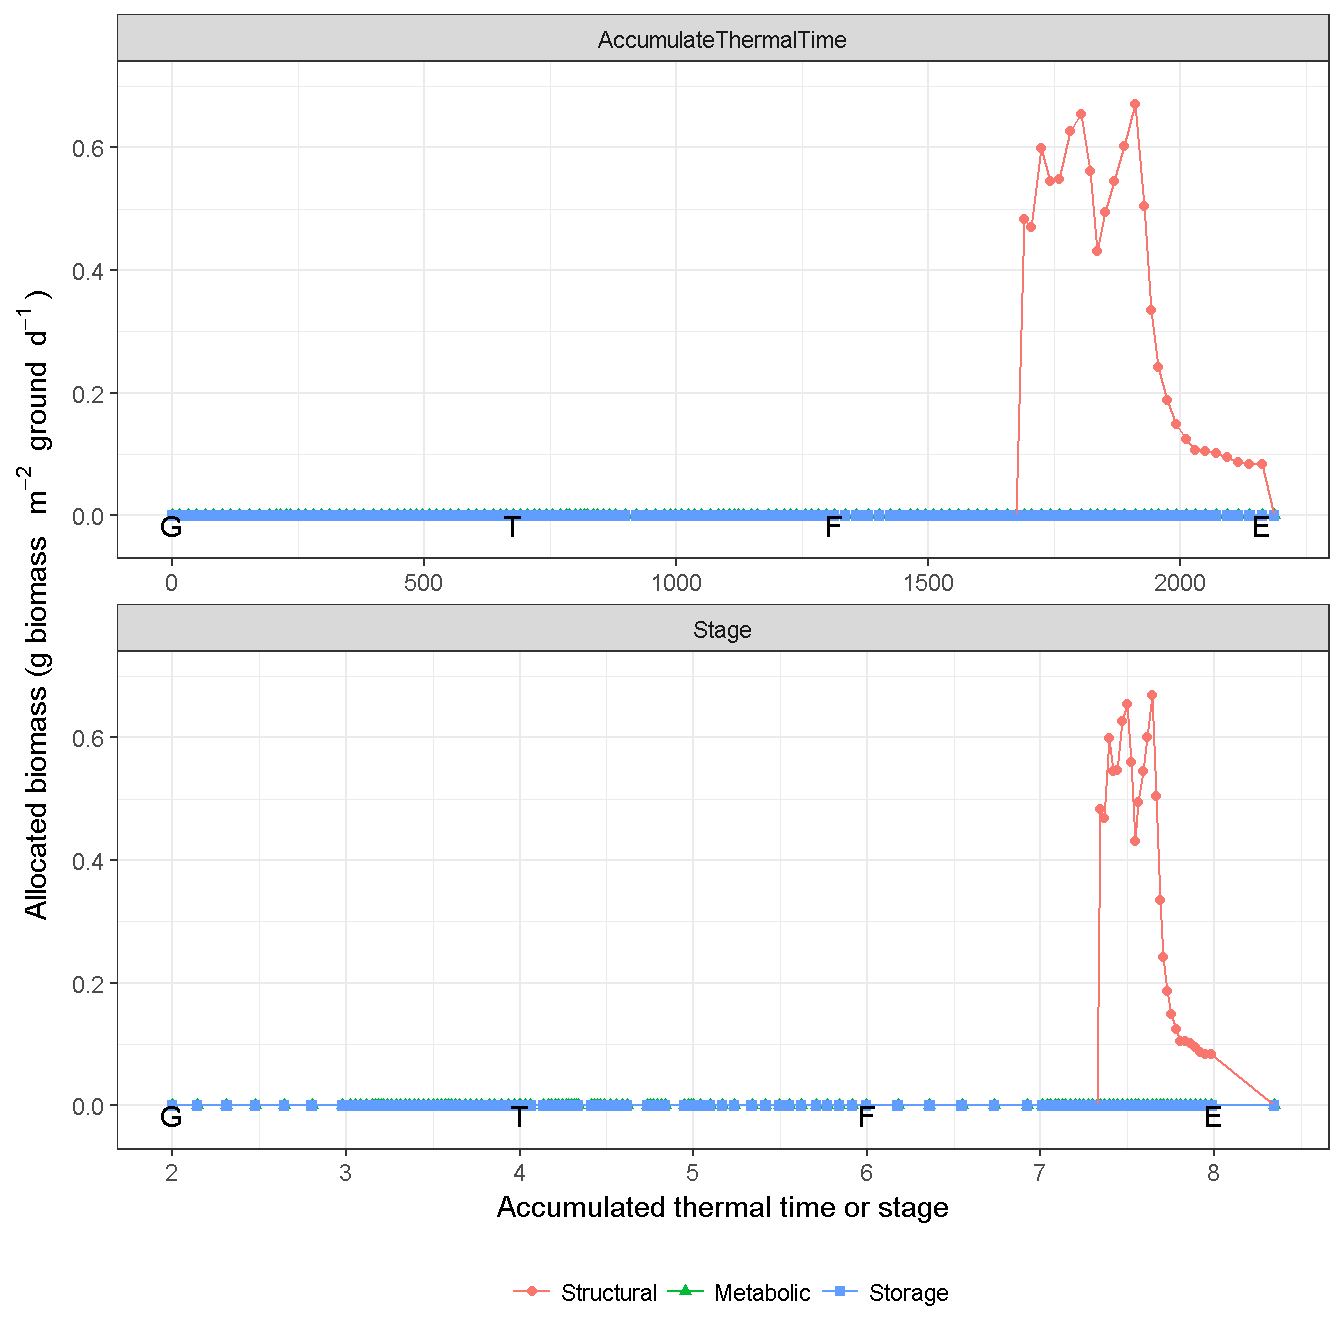 AccumulateThermalTime
0.6
0.4
0.2
0.0
G T F E
0 500 1000 1500 2000
Allocated biomass (g biomass m⁻² ground d⁻¹)
Stage
0.6
0.4
0.2
0.0
G T F E
2 3 4 5 6 7 8
Accumulated thermal time or stage
Structural Metabolic Storage